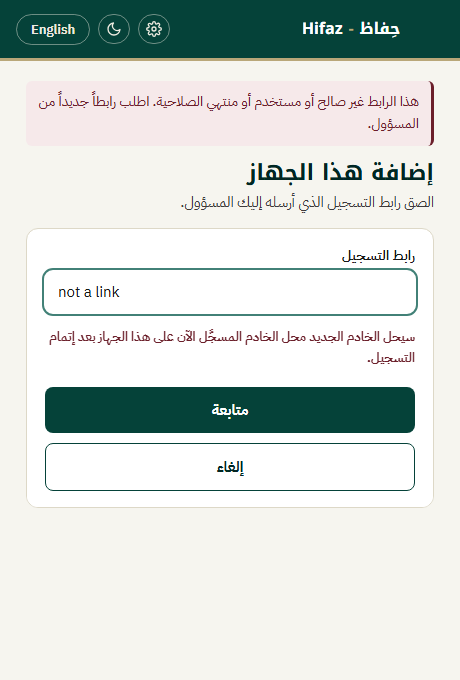 حِفاظ - Hifaz
English
هذا الرابط غير صالح أو مستخدم أو منتهي الصلاحية. اطلب رابطاً جديداً من
المسؤول.
إضافة هذا الجهاز
الصق رابط التسجيل الذي أرسله إليك المسؤول.
رابط التسجيل
not a link
سيحل الخادم الجديد محل الخادم المسجَّل الآن على هذا الجهاز بعد إتمام
التسجيل.
متابعة
إلغاء